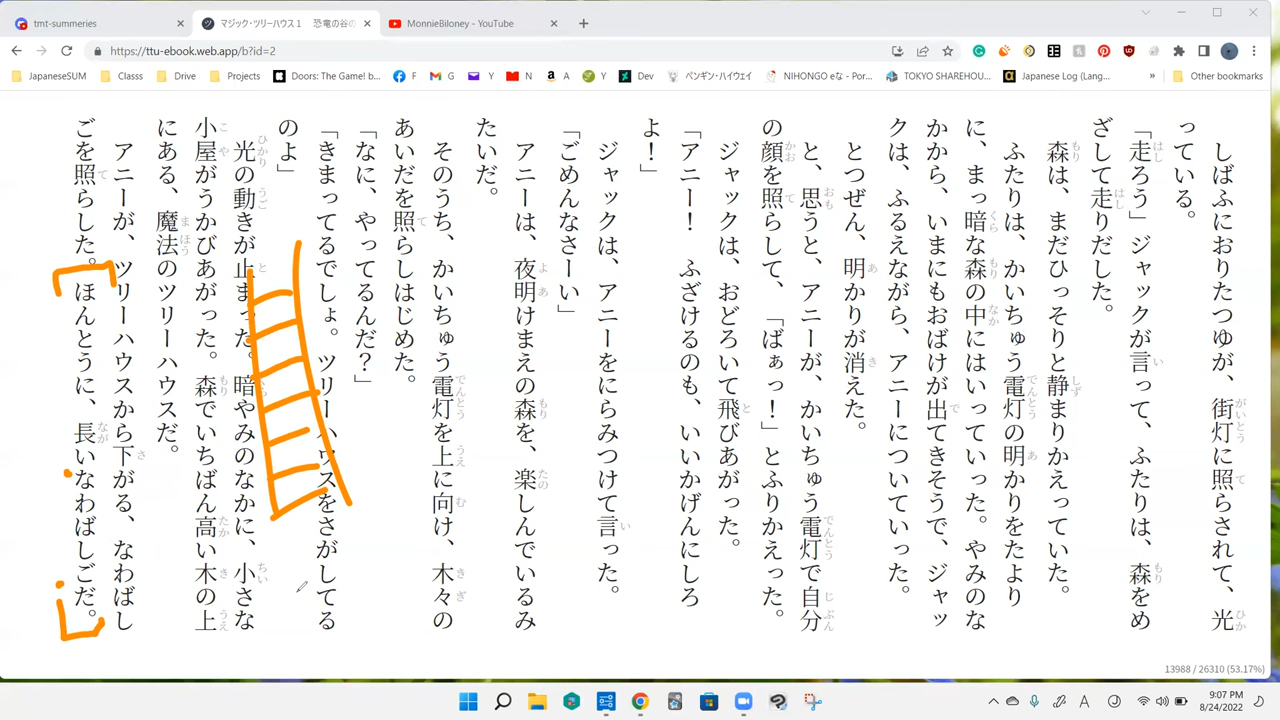 tmt-summeries
マジック・ツリーハウス１ 恐竜の谷の
MonnieBiloney - YouTube
https://ttu-ebook.web.app/b?id=2
JapaneseSUM
Classs
Drive
Projects
Doors: The Game! b...
F
G
Y
N
A
Y
Dev
ペンギン・ハイウェイ
NIHONGO eな - Por...
TOKYO SHAREHOU...
Japanese Log (Lang...
»
Other bookmarks
しばふにおりたつゆが、街灯に照らされて、光
っている。
「走ろう」ジャックが言って、ふたりは、森をめ
ざして走りだした。
森は、まだひっそりと静まりかえっていた。
ふたりは、かいちゅう電灯の明かりをたより
に、まっ暗な森の中にはいっていった。やみのな
かから、いまにもおばけが出てきそうで、ジャッ
クは、ふるえながら、アニーについていった。
とつぜん、明かりが消えた。
と、思うと、アニーが、かいちゅう電灯で自分
の顔を照らして、「ばぁっ！」とふりかえった。
ジャックは、おどろいて飛びあがった。
「アニー！ ふざけるのも、いいかげんにしろ
よ！」
ジャックは、アニーをにらみつけて言った。
「ごめんなさーい」
アニーは、夜明けまえの森を、楽しんでいるみ
たいだ。
そのうち、かいちゅう電灯を上に向け、木々の
あいだを照らしはじめた。
「なに、やってるんだ？」
「きまってるでしょ。ツリーハウスをさがしてる
のよ」
光の動きが止まった。暗やみのなかに、小さな
小屋がうかびあがった。森でいちばん高い木の上
にある、魔法のツリーハウスだ。
アニーが、ツリーハウスから下がる、なわばし
ごを照らした。ほんとうに、長いなわばしごだ。
13988 / 26310 (53.17%)
9:07 PM
8/24/2022